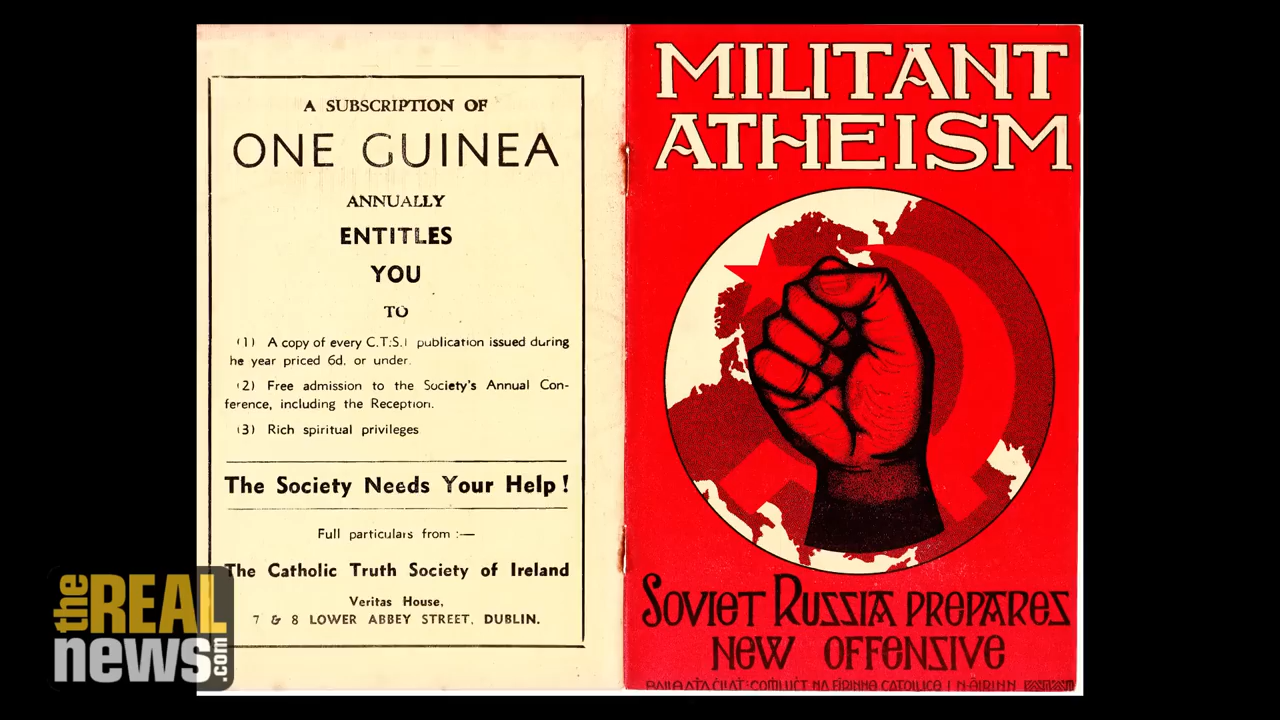 A SUBSCRIPTION OF
ONE GUINEA
ANNUALLY
ENTITLES
YOU
TO
(1) A copy of every C.T.S.I publication issued during
he year priced 6d. or under.
(2) Free admission to the Society's Annual Con-
ference, including the Reception.
(3) Rich spiritual privileges
The Society Needs Your Help!
Full particulars from :—
The Catholic Truth Society of Ireland
Veritas House,
7 & 8 LOWER ABBEY STREET, DUBLIN.
MILITANT
ATHEISM
SOVIET RUSSIA PREPARES
NEW OFFENSIVE
the
REAL
news.com